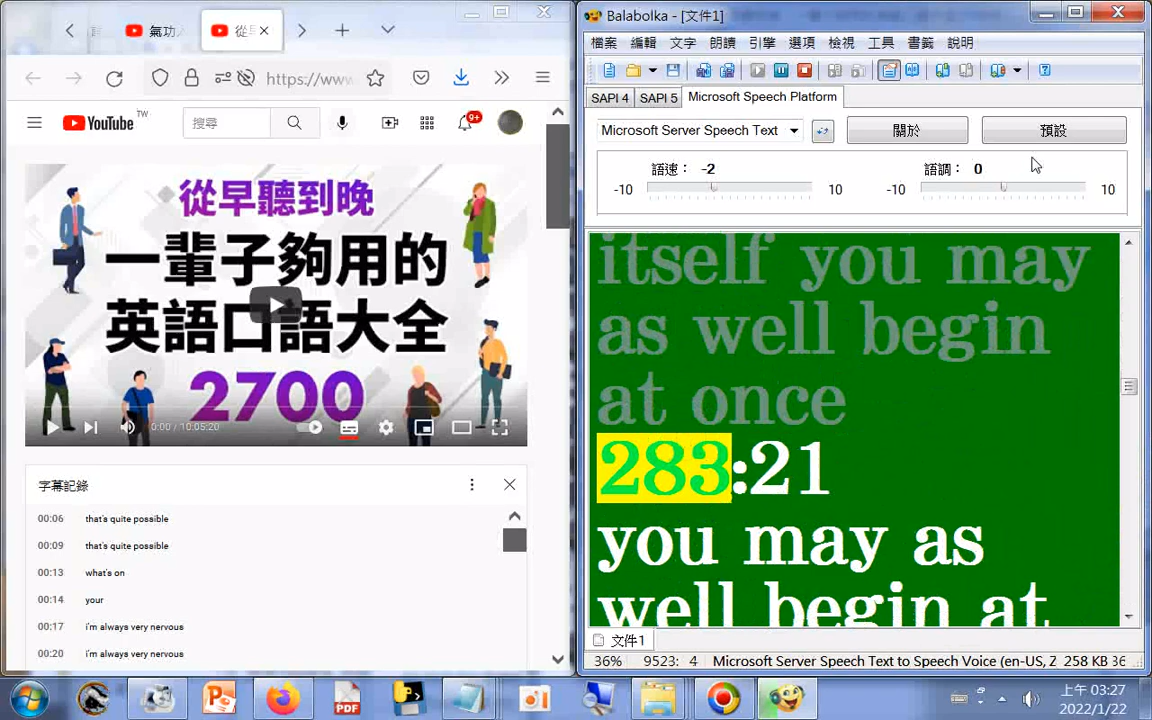 氣功
從
https://www
YouTube TW
搜尋
9+
從早聽到晚
一輩子夠用的
英語口語大全
2700
0:00 / 10:05:20
字幕記錄
00:06 that's quite possible
00:09 that's quite possible
00:13 what's on
00:14 your
00:17 i'm always very nervous
00:20 i'm always very nervous
Balabolka - [文件1]
檔案 編輯 文字 朗讀 引擎 選項 檢視 工具 書籤 說明
SAPI 4 SAPI 5 Microsoft Speech Platform
Microsoft Server Speech Text 關於 預設
語速： -2 語調： 0
-10 10 -10 10
itself you may
as well begin
at once
283:21
you may as
well begin at
文件1
36% 9523: 4 Microsoft Server Speech Text to Speech Voice (en-US, Z 258 KB 36
PDF
上午 03:27
2022/1/22